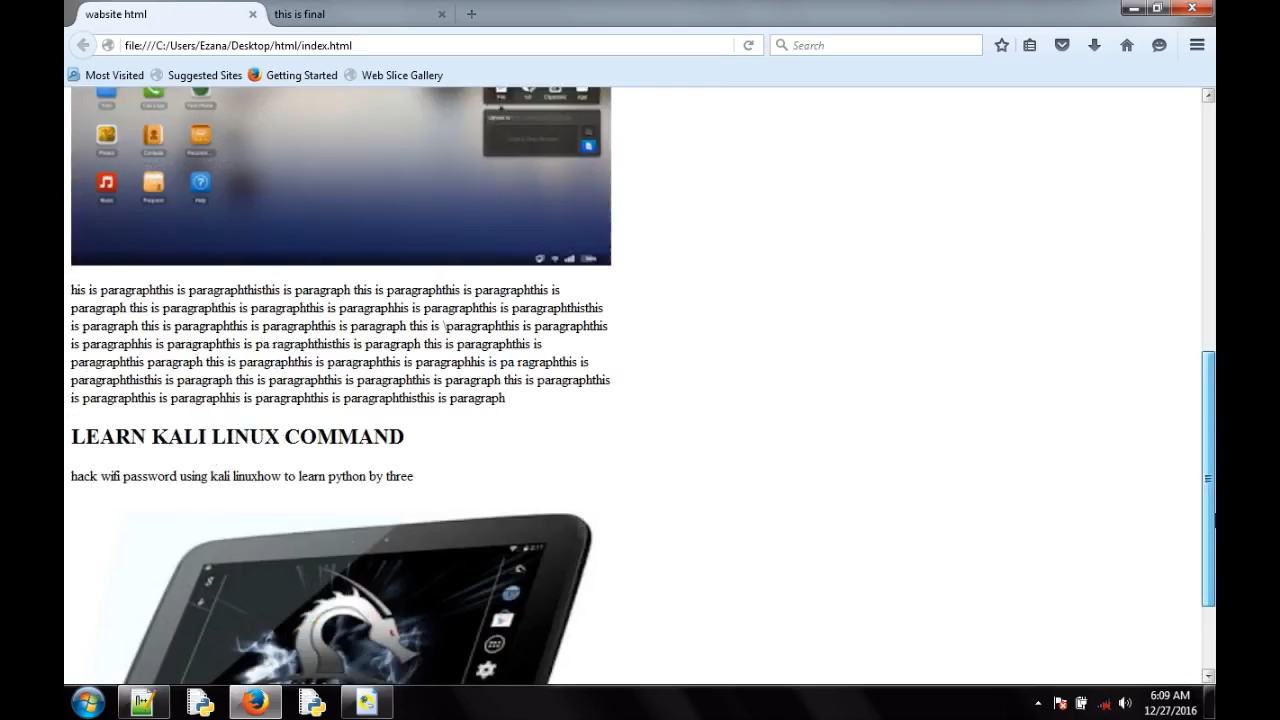 wabsite html
this is final
file:///C:/Users/Ezana/Desktop/html/index.html
Search
Most Visited
Suggested Sites
Getting Started
Web Slice Gallery
Music
Help
his is paragraphthis is paragraphthisthis is paragraph this is paragraphthis is paragraphthis is
paragraph this is paragraphthis is paragraphthis is paragraphhis is paragraphthis is paragraphthisthis
is paragraph this is paragraphthis is paragraphthis is paragraph this is \paragraphthis is paragraphthis
is paragraphhis is paragraphthis is pa ragraphthisthis is paragraph this is paragraphthis is
paragraphthis paragraph this is paragraphthis is paragraphthis is paragraphhis is pa ragraphthis is
paragraphthisthis is paragraph this is paragraphthis is paragraphthis is paragraph this is paragraphthis
is paragraphthis is paragraphhis is paragraphthis is paragraphthisthis is paragraph
LEARN KALI LINUX COMMAND
hack wifi password using kali linuxhow to learn python by three
6:09 AM
12/27/2016